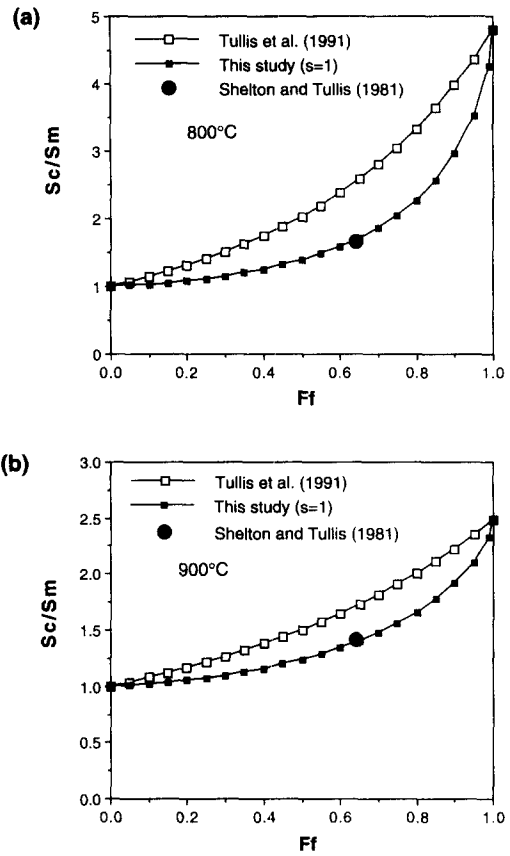 (a)
5
4
3
2
1
0
Sc/Sm
Tullis et al. (1991)
This study (s=1)
Shelton and Tullis (1981)
800°C
0.0 0.2 0.4 0.6 0.8 1.0
Ff
(b)
3.0
2.5
2.0
1.5
1.0
0.5
0.0
Sc/Sm
Tullis et al. (1991)
This study (s=1)
Shelton and Tullis (1981)
900°C
0.0 0.2 0.4 0.6 0.8 1.0
Ff